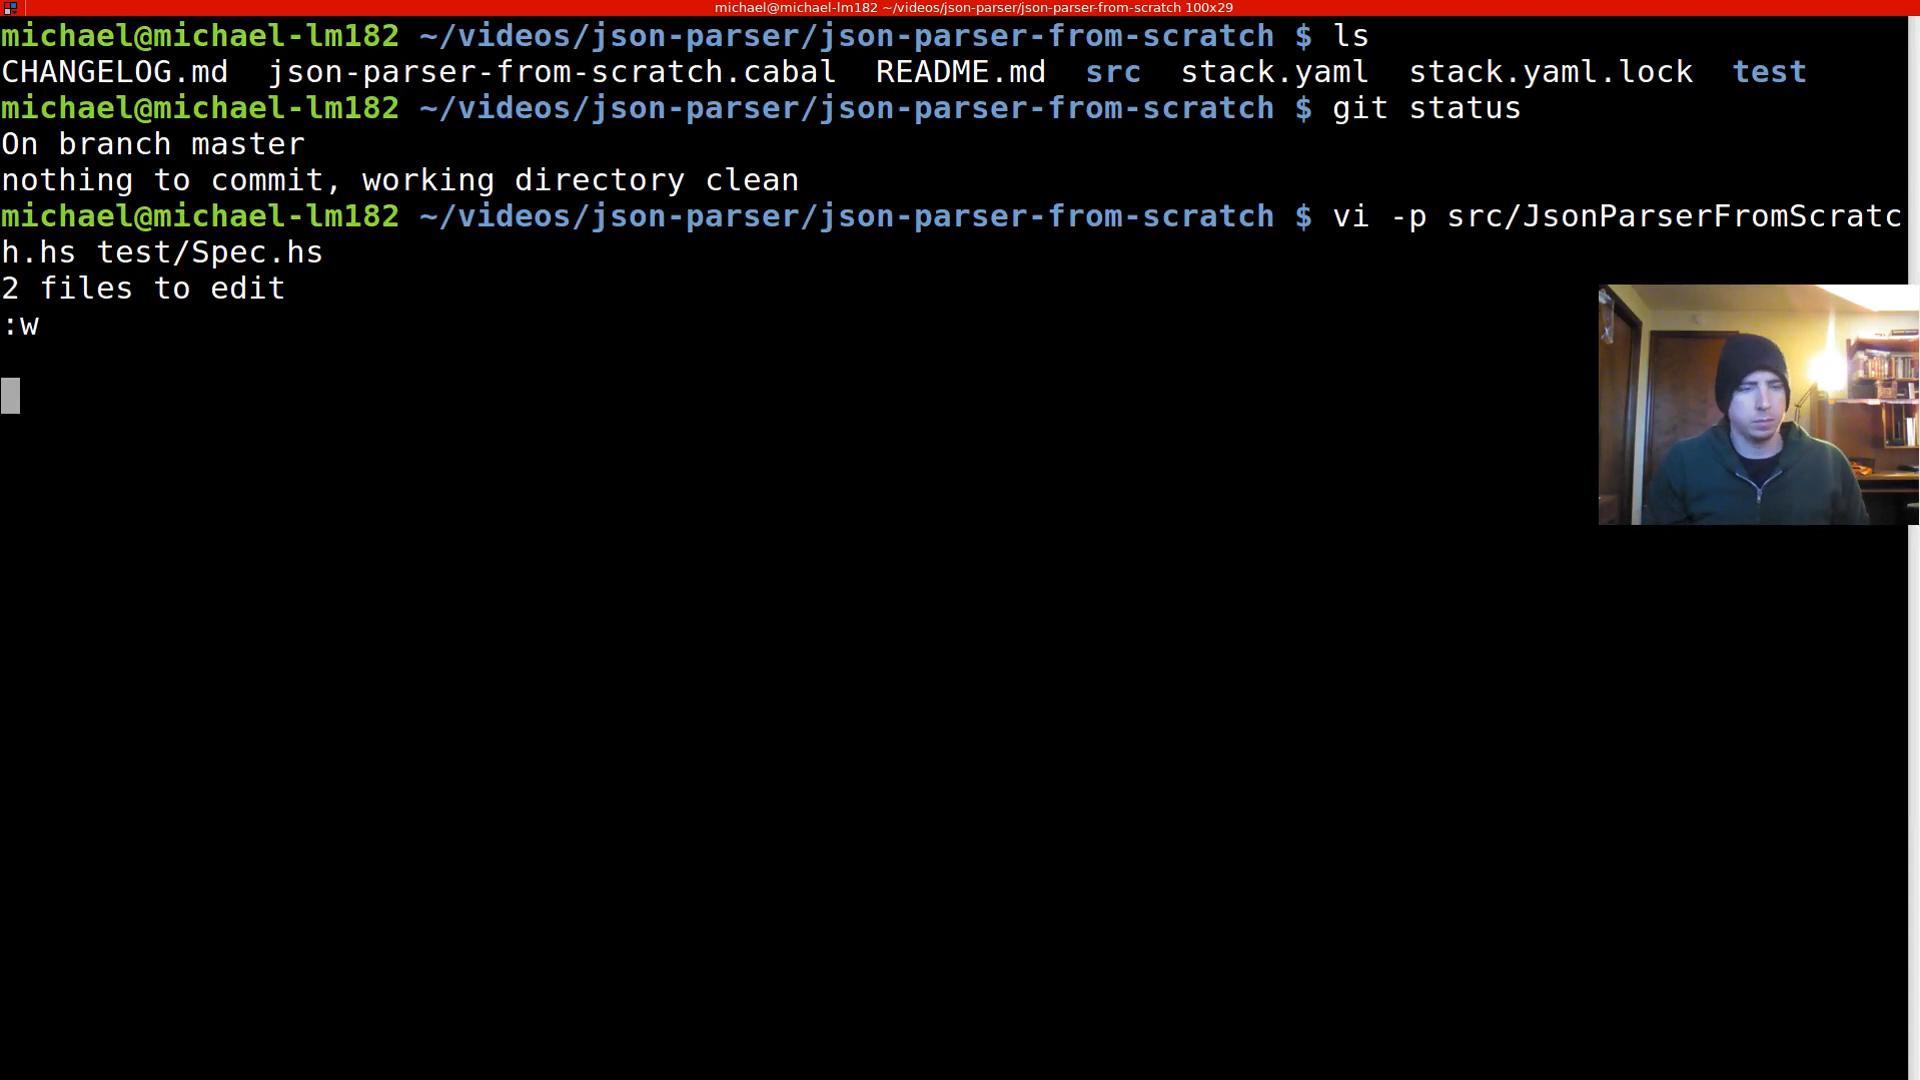 michael@michael-lm182 ~/videos/json-parser/json-parser-from-scratch 100x29
michael@michael-lm182 ~/videos/json-parser/json-parser-from-scratch $ ls
CHANGELOG.md  json-parser-from-scratch.cabal  README.md  src  stack.yaml  stack.yaml.lock  test
michael@michael-lm182 ~/videos/json-parser/json-parser-from-scratch $ git status
On branch master
nothing to commit, working directory clean
michael@michael-lm182 ~/videos/json-parser/json-parser-from-scratch $ vi -p src/JsonParserFromScratc
h.hs test/Spec.hs
2 files to edit
:w